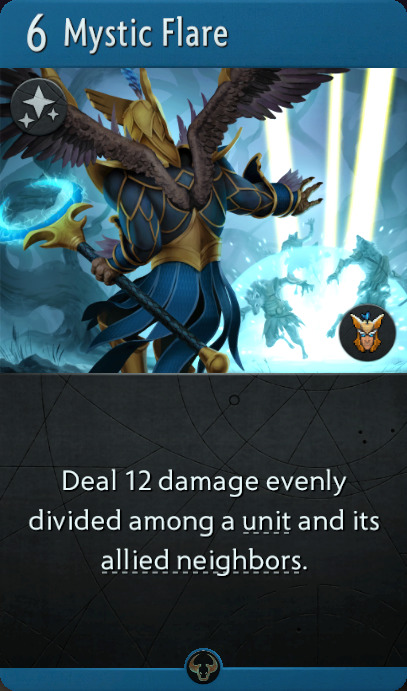 6 Mystic Flare
Deal 12 damage evenly
divided among a unit and its
allied neighbors.